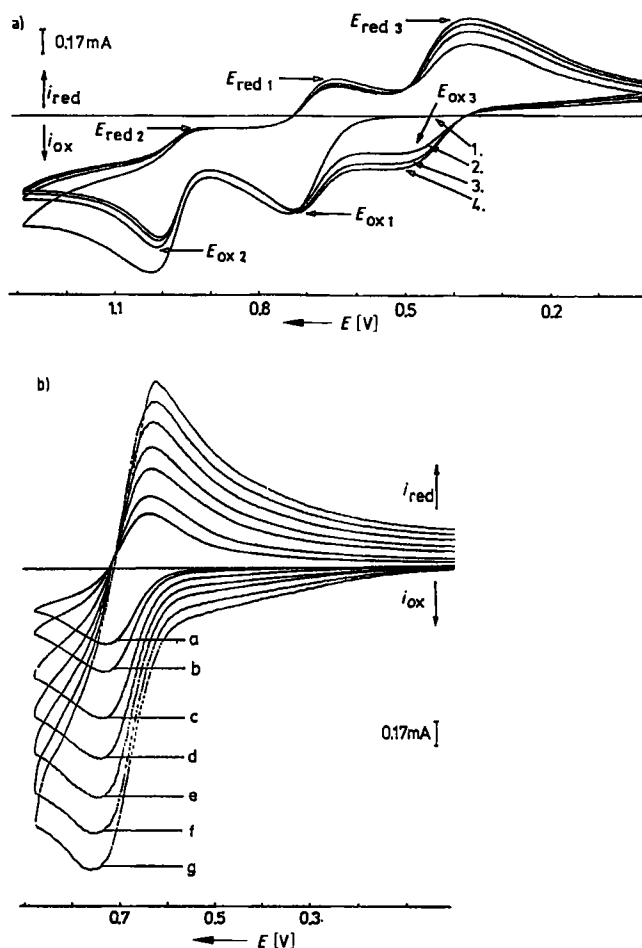 a)
0.17mA
i red
i ox
E red 2
E red 1
E red 3
E ox 3
1.
2.
3.
4.
E ox 1
E ox 2
1.1 0.8 0.5 0.2
E [V]
b)
i red
i ox
a
b
c
d
e
f
g
0.17mA
0.7 0.5 0.3
E [V]